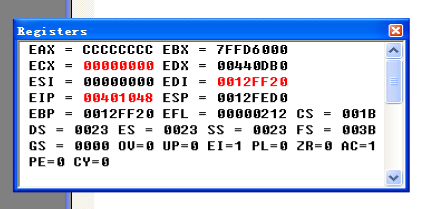 Registers
EAX = CCCCCCCC EBX = 7FFD6000
ECX = 00000000 EDX = 00440DB0
ESI = 00000000 EDI = 0012FF20
EIP = 00401048 ESP = 0012FED0
EBP = 0012FF20 EFL = 00000212 CS = 001B
DS = 0023 ES = 0023 SS = 0023 FS = 003B
GS = 0000 OV=0 UP=0 EI=1 PL=0 ZR=0 AC=1
PE=0 CY=0